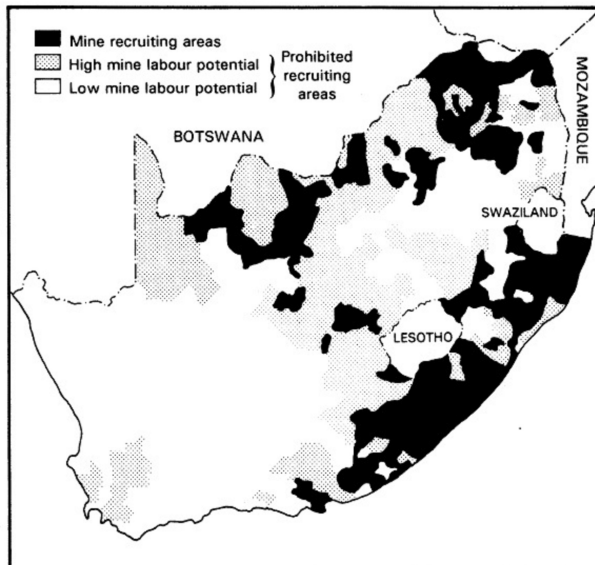 Mine recruiting areas
High mine labour potential
Low mine labour potential
Prohibited
recruiting
areas
BOTSWANA
MOZAMBIQUE
SWAZILAND
LESOTHO